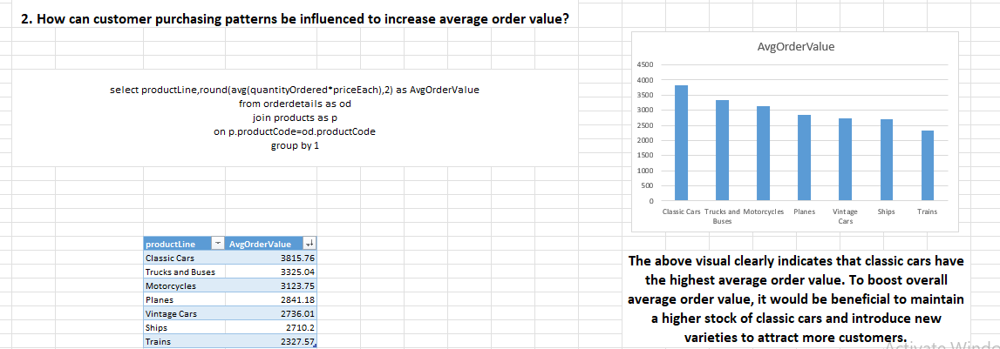 2. How can customer purchasing patterns be influenced to increase average order value?
select productLine,round(avg(quantityOrdered*priceEach),2) as AvgOrderValue
from orderdetails as od
join products as p
on p.productCode=od.productCode
group by 1
productLine AvgOrderValue
Classic Cars 3815.76
Trucks and Buses 3325.04
Motorcycles 3123.75
Planes 2841.18
Vintage Cars 2736.01
Ships 2710.2
Trains 2327.57
AvgOrderValue
4500
4000
3500
3000
2500
2000
1500
1000
500
0
Classic Cars Trucks and Motorcycles Planes Vintage Ships Trains
Buses Cars
The above visual clearly indicates that classic cars have
the highest average order value. To boost overall
average order value, it would be beneficial to maintain
a higher stock of classic cars and introduce new
varieties to attract more customers.